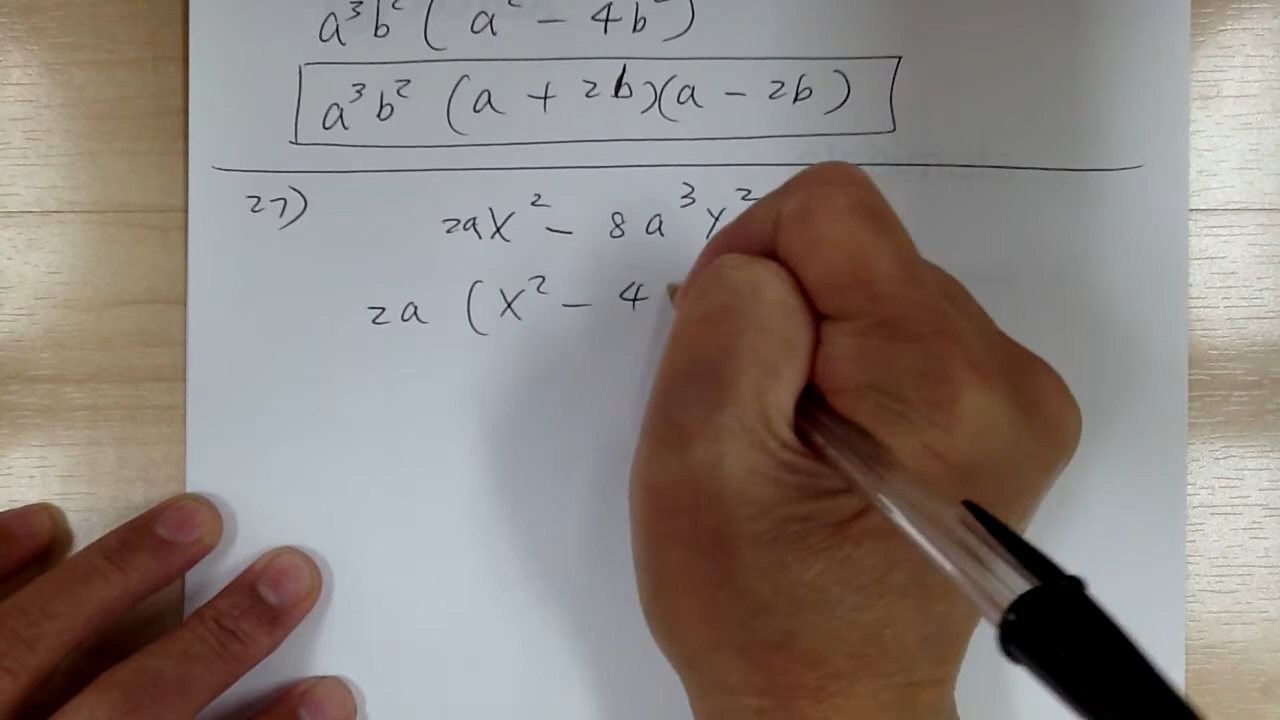 a³b² (a² - 4b²)
a³b² (a + 2b)(a - 2b)
27) 2ax² - 8a³y²
2a (x² - 4